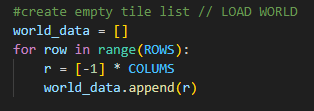 #create empty tile list // LOAD WORLD
world_data = []
for row in range(ROWS):
    r = [-1] * COLUMS
    world_data.append(r)